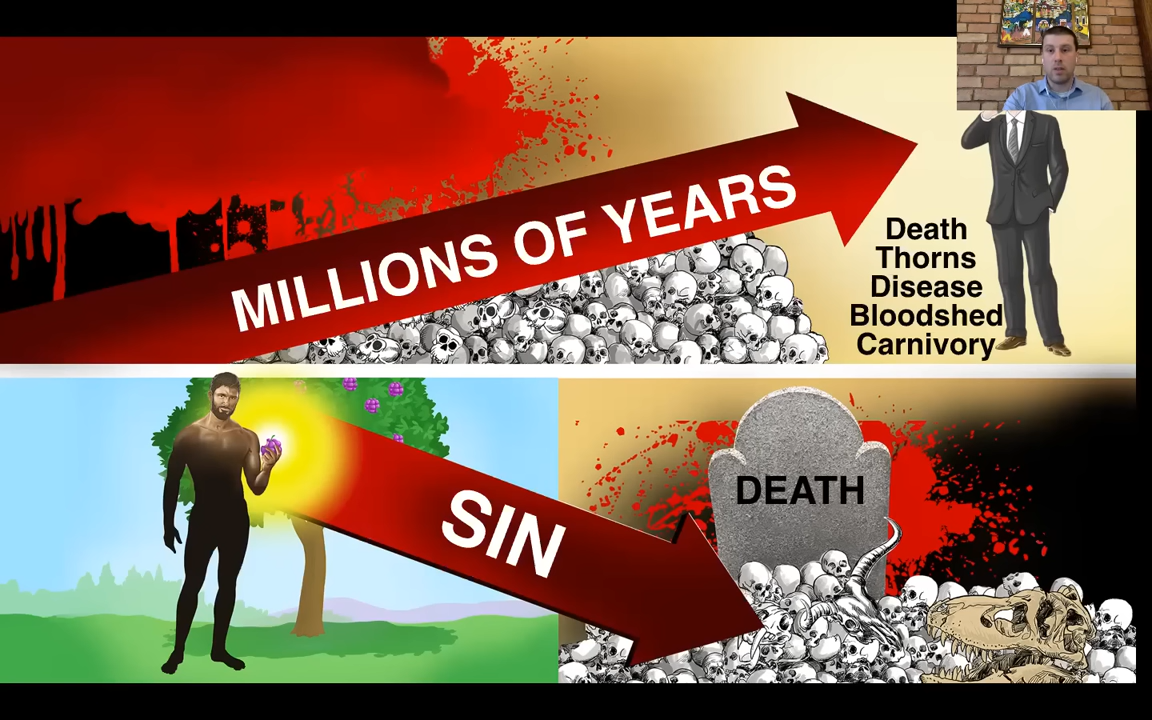 MILLIONS OF YEARS
Death
Thorns
Disease
Bloodshed
Carnivory
SIN
DEATH